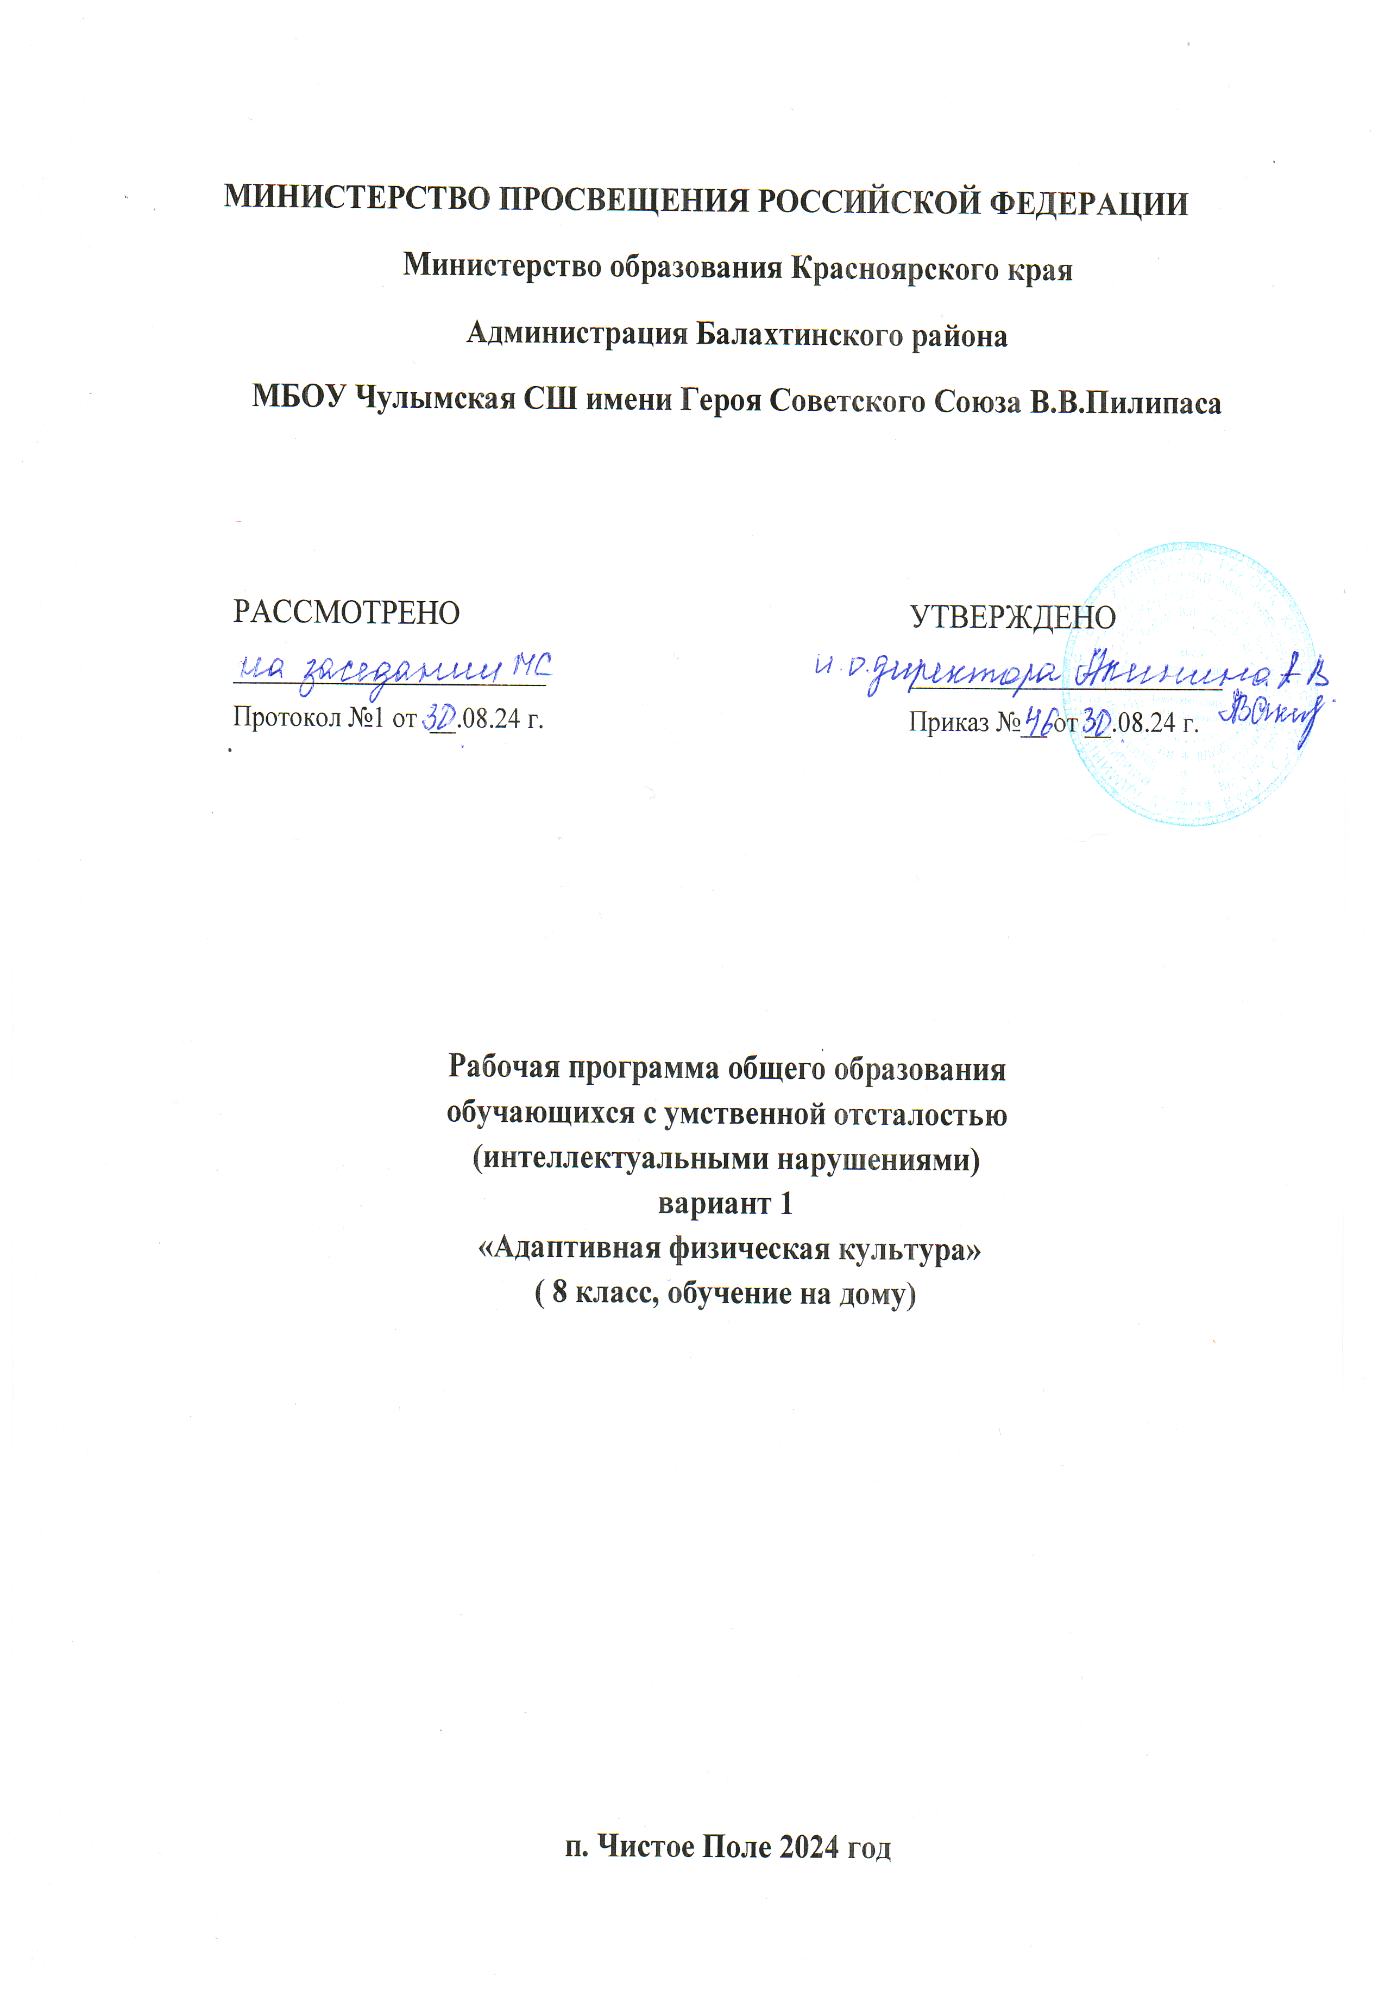 МИНИСТЕРСТВО ПРОСВЕЩЕНИЯ РОССИЙСКОЙ ФЕДЕРАЦИИ
Министерство образования Красноярского края
Администрация Балахтинского района
МБОУ Чулымская СШ имени Героя Советского Союза В.В.Пилипаса
РАССМОТРЕНО
на заседании МС
Протокол №1 от 30.08.24 г.
УТВЕРЖДЕНО
и.о.директора
Приказ №46 от 30.08.24 г.
Рабочая программа общего образования
обучающихся с умственной отсталостью
(интеллектуальными нарушениями)
вариант 1
«Адаптивная физическая культура»
( 8 класс, обучение на дому)
п. Чистое Поле 2024 год